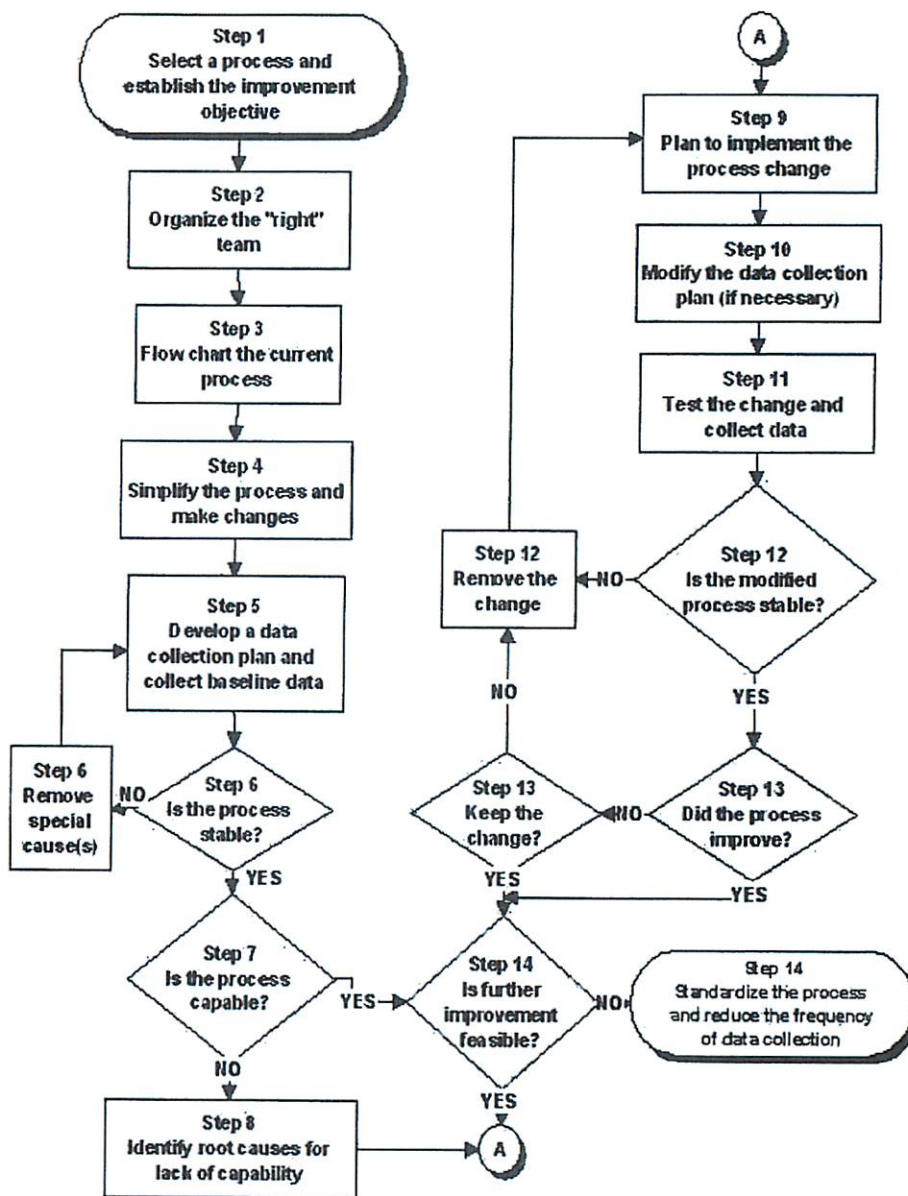 Step 1
Select a process and
establish the improvement
objective
Step 2
Organize the "right"
team
Step 3
Flow chart the current
process
Step 4
Simplify the process and
make changes
Step 5
Develop a data
collection plan and
collect baseline data
Step 6
Remove
special
cause(s)
NO
Step 6
Is the process
stable?
YES
Step 7
Is the process
capable?
YES
NO
Step 8
Identify root causes for
lack of capability
A
Step 9
Plan to implement the
process change
Step 10
Modify the data collection
plan (if necessary)
Step 11
Test the change and
collect data
Step 12
Remove the
change
NO
Step 12
Is the modified
process stable?
NO
YES
Step 13
Keep the
change?
NO
Step 13
Did the process
improve?
YES
YES
Step 14
Is further
improvement
feasible?
NO
Step 14
Standardize the process
and reduce the frequency
of data collection
YES
A